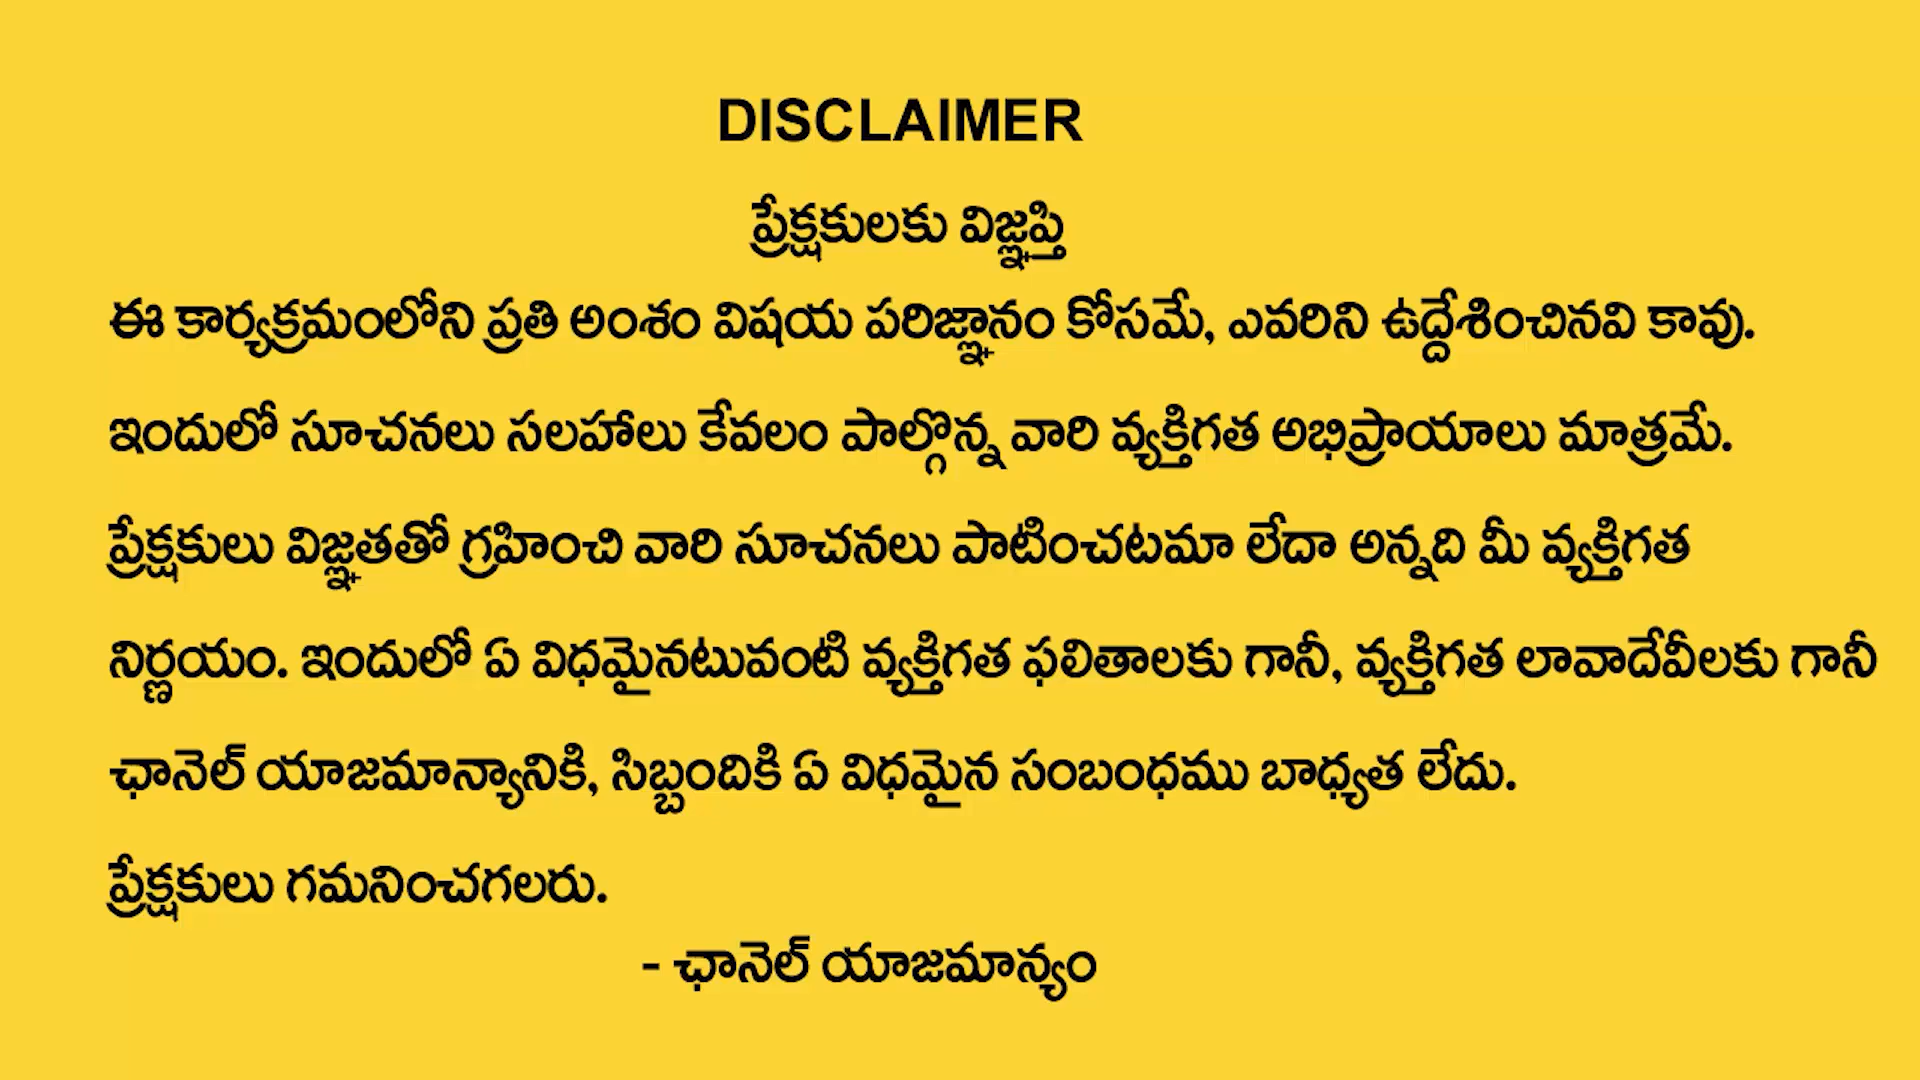 DISCLAIMER
ప్రేక్షకులకు విజ్ఞప్తి
ఈ కార్యక్రమంలోని ప్రతి అంశం విషయ పరిజ్ఞానం కోసమే, ఎవరిని ఉద్దేశించినవి కావు.
ఇందులో సూచనలు సలహాలు కేవలం పాల్గొన్న వారి వ్యక్తిగత అభిప్రాయాలు మాత్రమే.
ప్రేక్షకులు విజ్ఞతతో గ్రహించి వారి సూచనలు పాటించటమా లేదా అన్నది మీ వ్యక్తిగత
నిర్ణయం. ఇందులో ఏ విధమైనటువంటి వ్యక్తిగత ఫలితాలకు గానీ, వ్యక్తిగత లావాదేవీలకు గానీ
ఛానెల్ యాజమాన్యానికి, సిబ్బందికి ఏ విధమైన సంబంధము బాధ్యత లేదు.
ప్రేక్షకులు గమనించగలరు.
- ఛానెల్ యాజమాన్యం